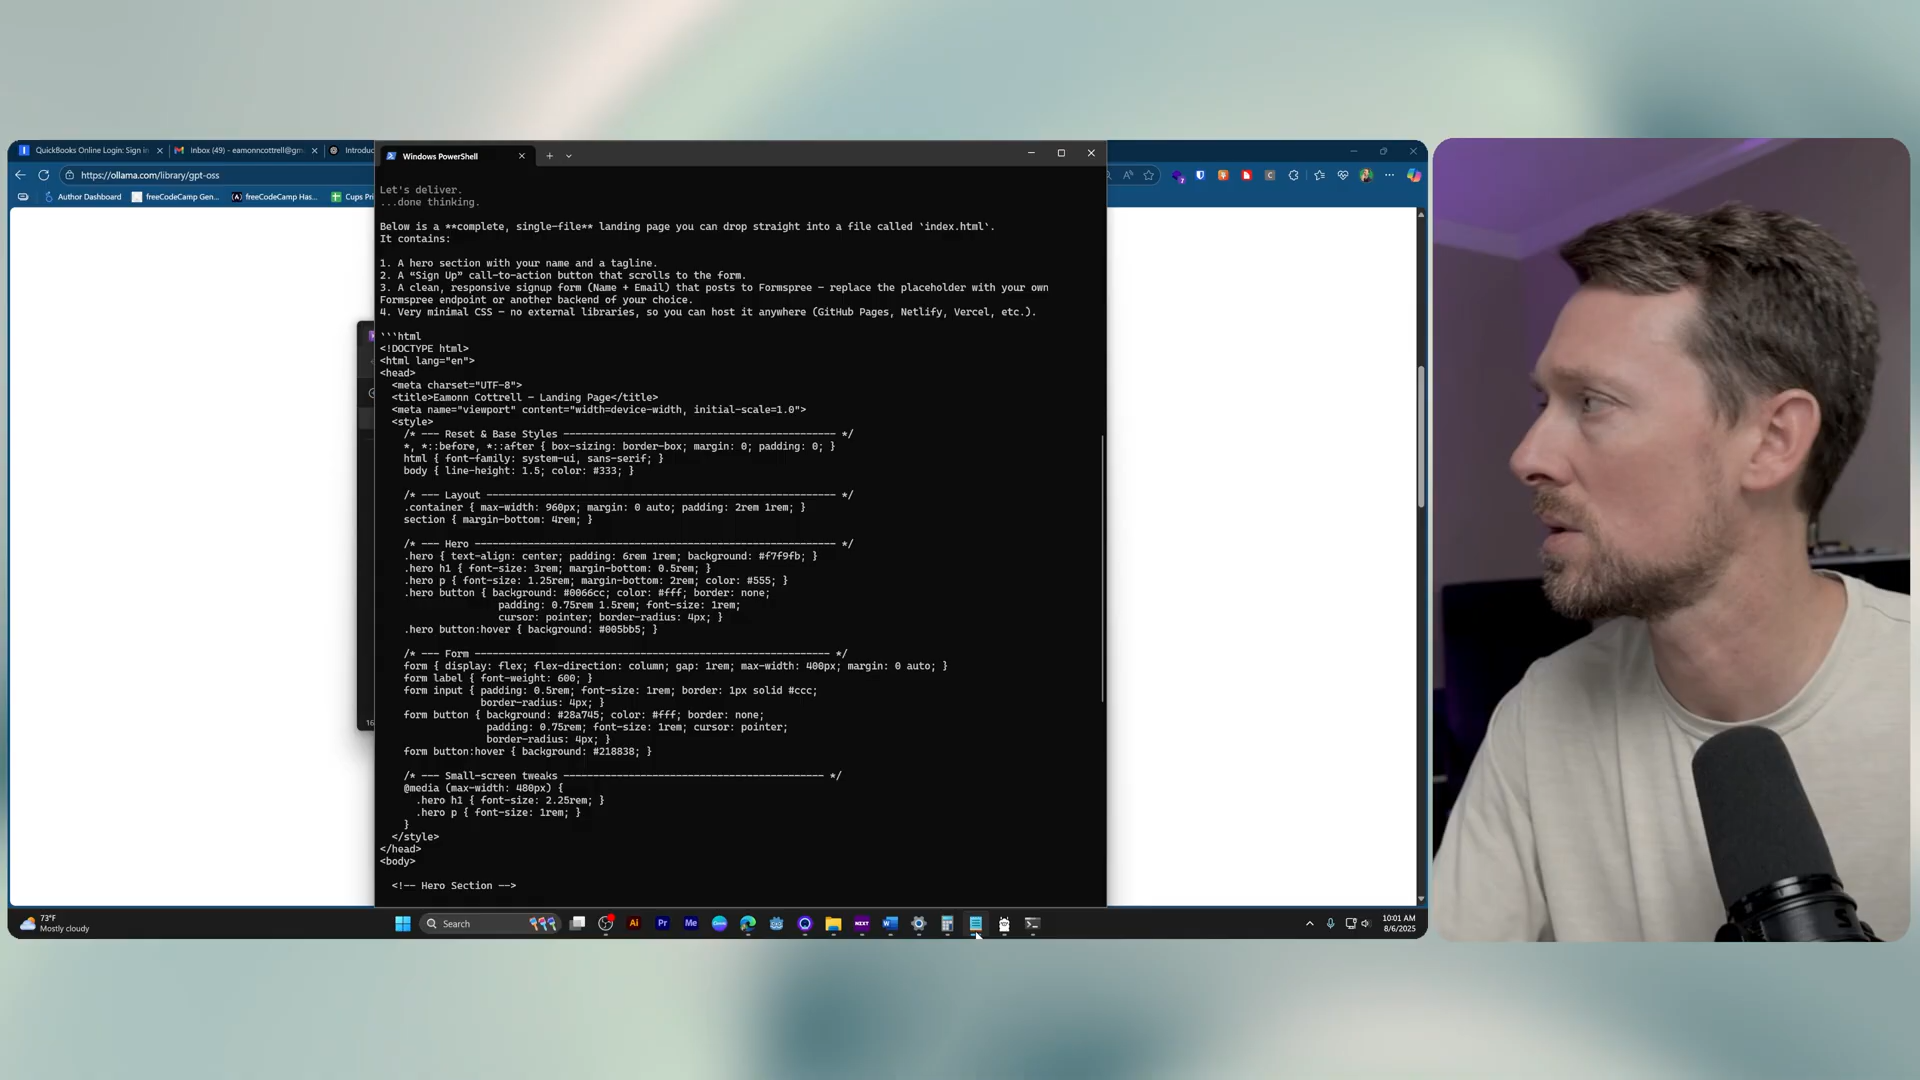 QuickBooks Online Login: Sign in
Inbox (49) - eamonncottrell@gm
Introduc
https://ollama.com/library/gpt-oss
Author Dashboard
freeCodeCamp Gen...
freeCodeCamp Has...
Cups Pri
Windows PowerShell
Let's deliver.
...done thinking.
Below is a **complete, single-file** landing page you can drop straight into a file called `index.html`.
It contains:
1. A hero section with your name and a tagline.
2. A “Sign Up” call-to-action button that scrolls to the form.
3. A clean, responsive signup form (Name + Email) that posts to Formspree – replace the placeholder with your own
Formspree endpoint or another backend of your choice.
4. Very minimal CSS – no external libraries, so you can host it anywhere (GitHub Pages, Netlify, Vercel, etc.).
```html
<!DOCTYPE html>
<html lang="en">
<head>
<meta charset="UTF-8">
<title>Eamonn Cottrell – Landing Page</title>
<meta name="viewport" content="width=device-width, initial-scale=1.0">
<style>
/* --- Reset & Base Styles ---------------------------------------------- */
*, *::before, *::after { box-sizing: border-box; margin: 0; padding: 0; }
html { font-family: system-ui, sans-serif; }
body { line-height: 1.5; color: #333; }
/* --- Layout ----------------------------------------------------------- */
.container { max-width: 960px; margin: 0 auto; padding: 2rem 1rem; }
section { margin-bottom: 4rem; }
/* --- Hero ------------------------------------------------------------- */
.hero { text-align: center; padding: 6rem 1rem; background: #f7f9fb; }
.hero h1 { font-size: 3rem; margin-bottom: 0.5rem; }
.hero p { font-size: 1.25rem; margin-bottom: 2rem; color: #555; }
.hero button { background: #0066cc; color: #fff; border: none;
padding: 0.75rem 1.5rem; font-size: 1rem;
cursor: pointer; border-radius: 4px; }
.hero button:hover { background: #005bb5; }
/* --- Form ------------------------------------------------------------ */
form { display: flex; flex-direction: column; gap: 1rem; max-width: 400px; margin: 0 auto; }
form label { font-weight: 600; }
form input { padding: 0.5rem; font-size: 1rem; border: 1px solid #ccc;
border-radius: 4px; }
form button { background: #28a745; color: #fff; border: none;
padding: 0.75rem; font-size: 1rem; cursor: pointer;
border-radius: 4px; }
form button:hover { background: #218838; }
/* --- Small-screen tweaks -------------------------------------------- */
@media (max-width: 480px) {
.hero h1 { font-size: 2.25rem; }
.hero p { font-size: 1rem; }
}
</style>
</head>
<body>
<!-- Hero Section -->
16
73°F
Mostly cloudy
Search
Ai
Pr
Me
NEXT
10:01 AM
8/6/2025